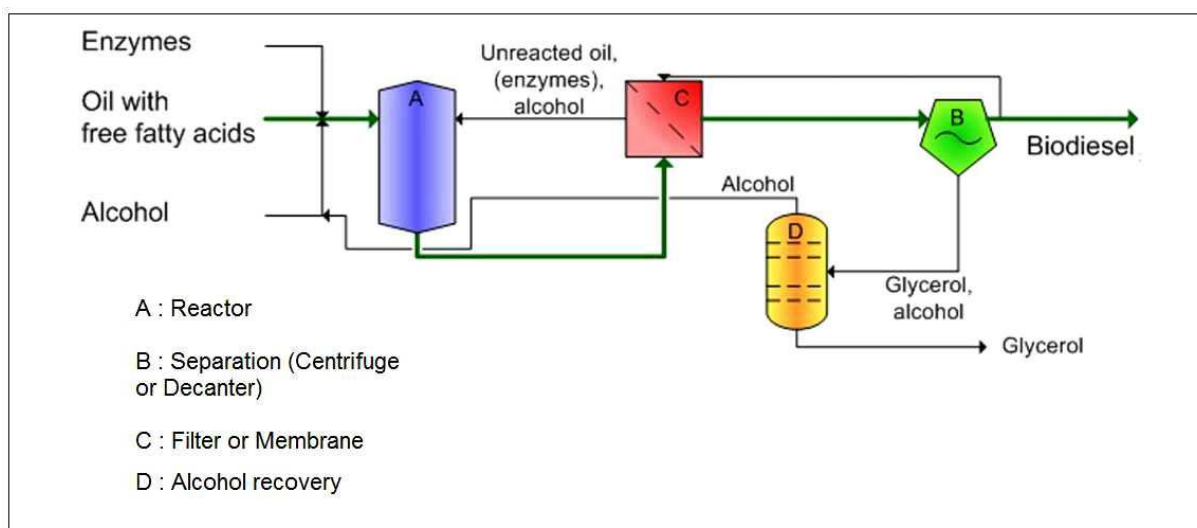 Enzymes
Oil with
free fatty acids
Alcohol
A
Unreacted oil,
(enzymes),
alcohol
C
B
Biodiesel
Alcohol
D
Glycerol,
alcohol
Glycerol
A : Reactor
B : Separation (Centrifuge
or Decanter)
C : Filter or Membrane
D : Alcohol recovery